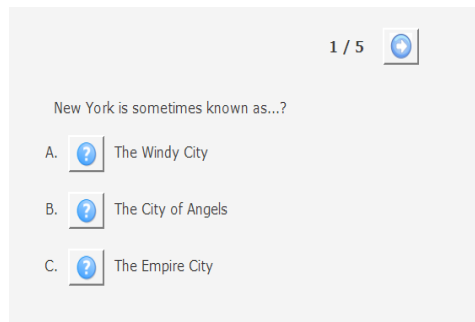 1 / 5
New York is sometimes known as...?
A. ? The Windy City
B. ? The City of Angels
C. ? The Empire City